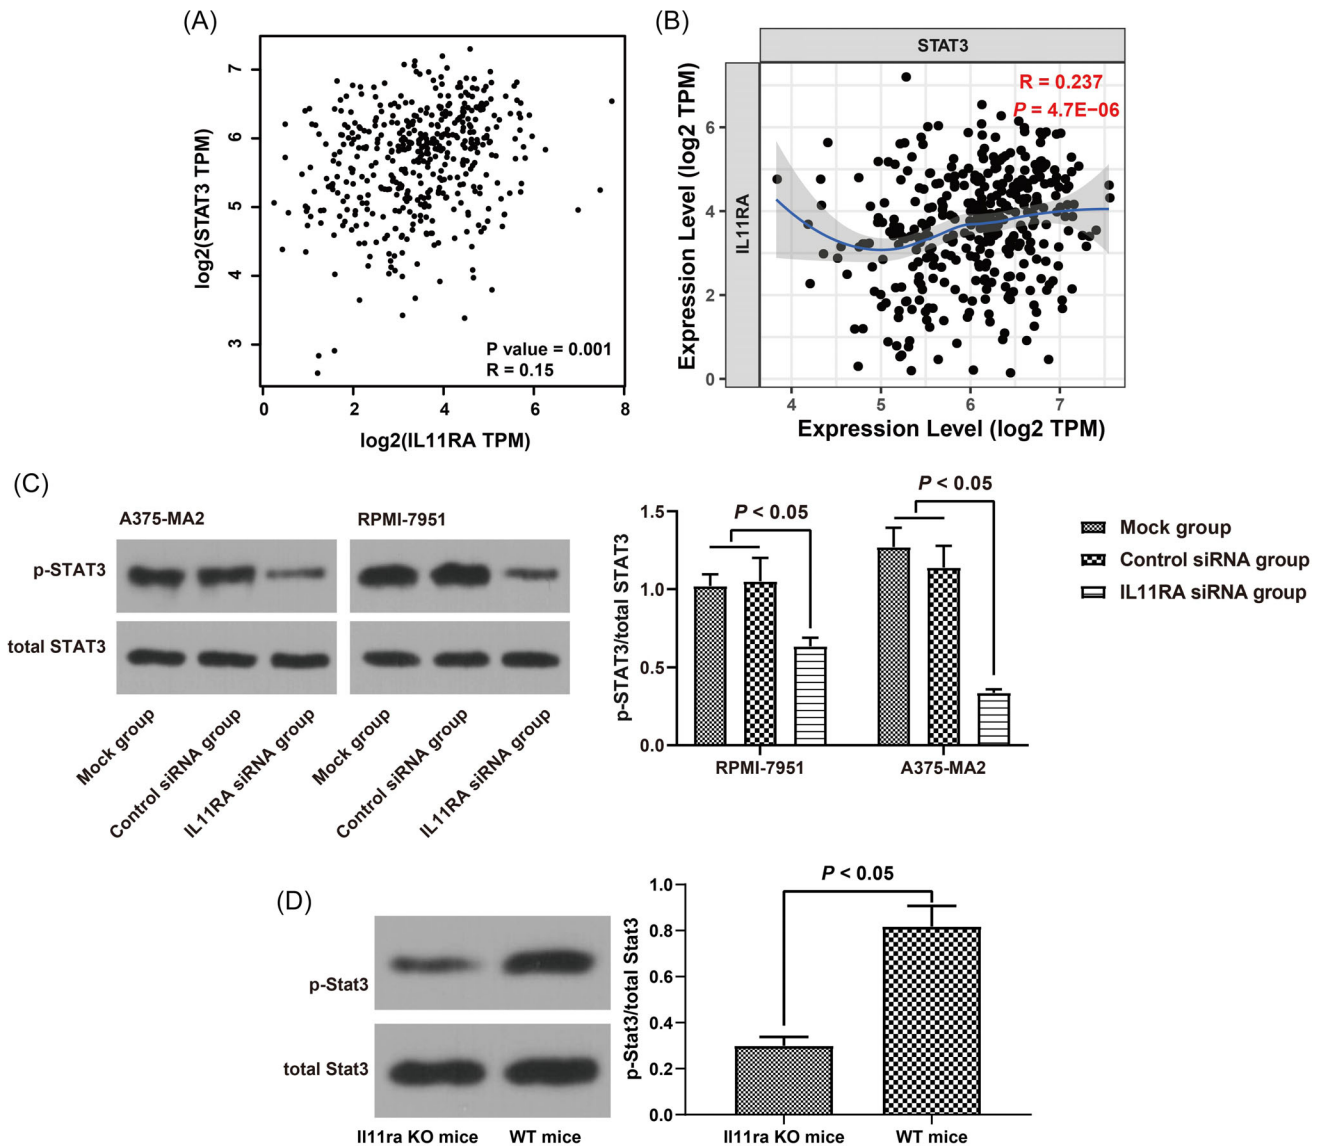 (A)
log2(STAT3 TPM)
7
6
5
4
3
P value = 0.001
R = 0.15
0
2
4
6
8
log2(IL11RA TPM)
(B)
STAT3
IL11RA
Expression Level (log2 TPM)
R = 0.237
P = 4.7E−06
6
4
2
0
4
5
6
7
Expression Level (log2 TPM)
(C)
A375-MA2
RPMI-7951
p-STAT3
total STAT3
Mock group
Control siRNA group
IL11RA siRNA group
Mock group
Control siRNA group
IL11RA siRNA group
p-STAT3/total STAT3
1.5
1.0
0.5
0.0
P < 0.05
P < 0.05
RPMI-7951
A375-MA2
Mock group
Control siRNA group
IL11RA siRNA group
(D)
p-Stat3
total Stat3
Il11ra KO mice
WT mice
p-Stat3/total Stat3
1.0
0.8
0.6
0.4
0.2
0.0
P < 0.05
Il11ra KO mice
WT mice